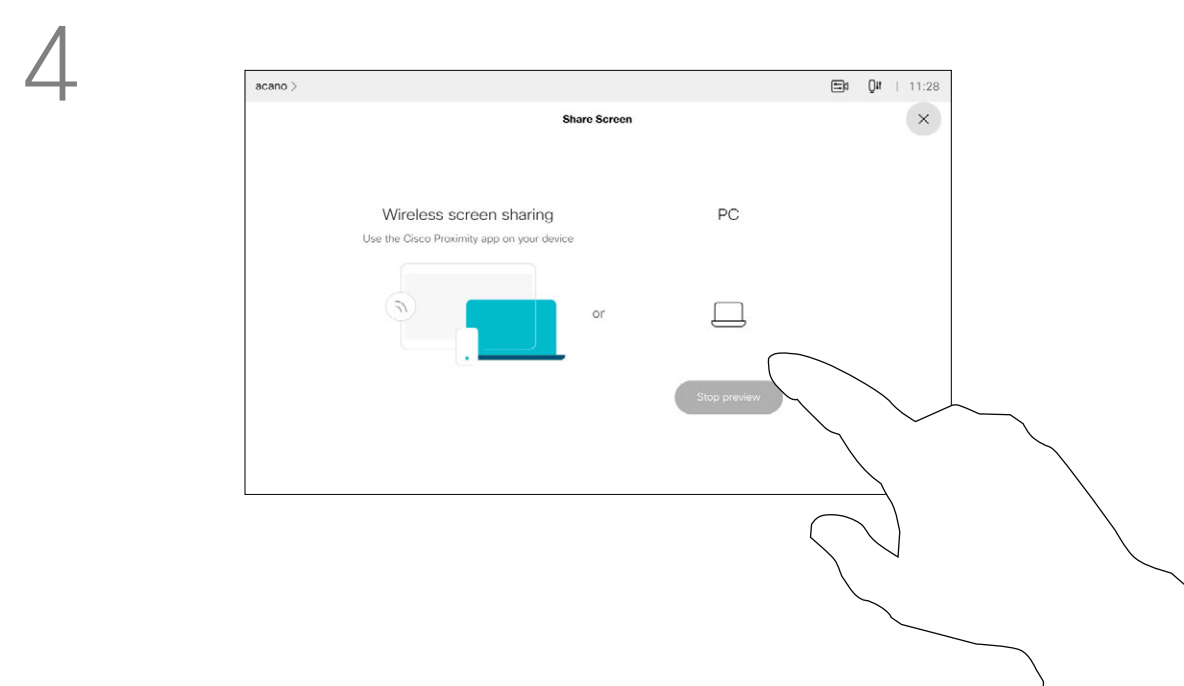 4
acano >
11:28
Share Screen
Wireless screen sharing
Use the Cisco Proximity app on your device
or
PC
Stop preview